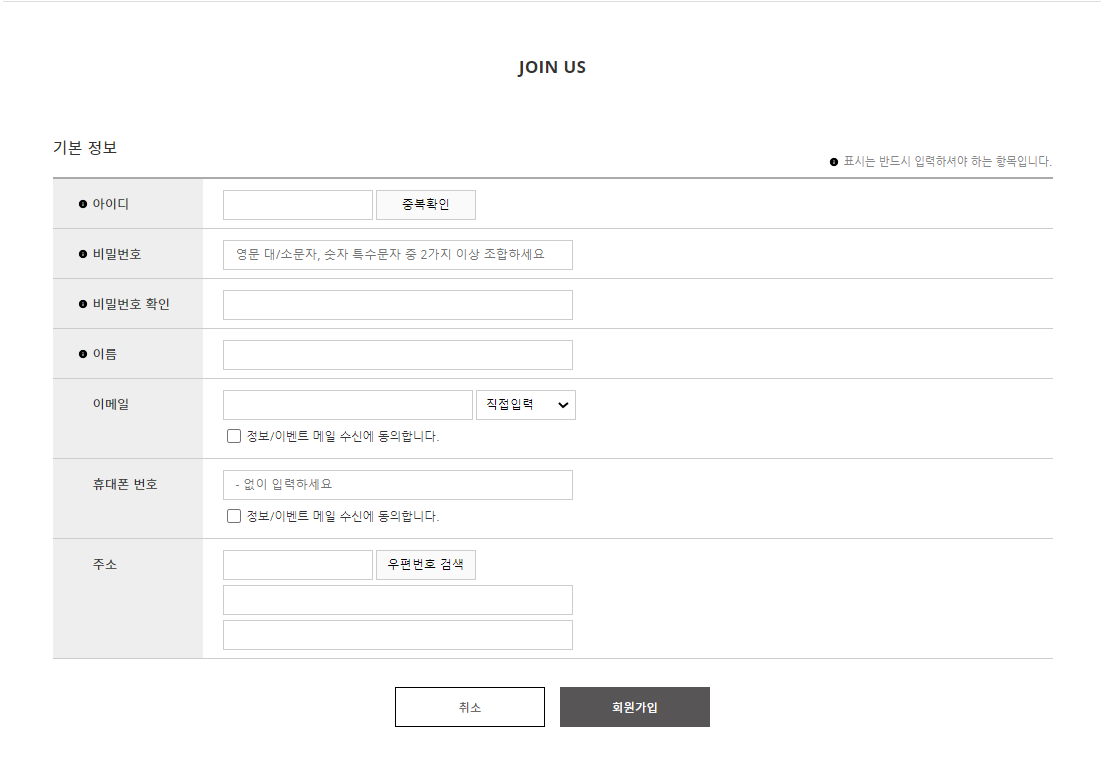 JOIN US
기본 정보
표시는 반드시 입력하셔야 하는 항목입니다.
아이디
중복확인
비밀번호
영문 대/소문자, 숫자 특수문자 중 2가지 이상 조합하세요
비밀번호 확인
이름
이메일
직접입력
정보/이벤트 메일 수신에 동의합니다.
휴대폰 번호
- 없이 입력하세요
정보/이벤트 메일 수신에 동의합니다.
주소
우편번호 검색
취소
회원가입